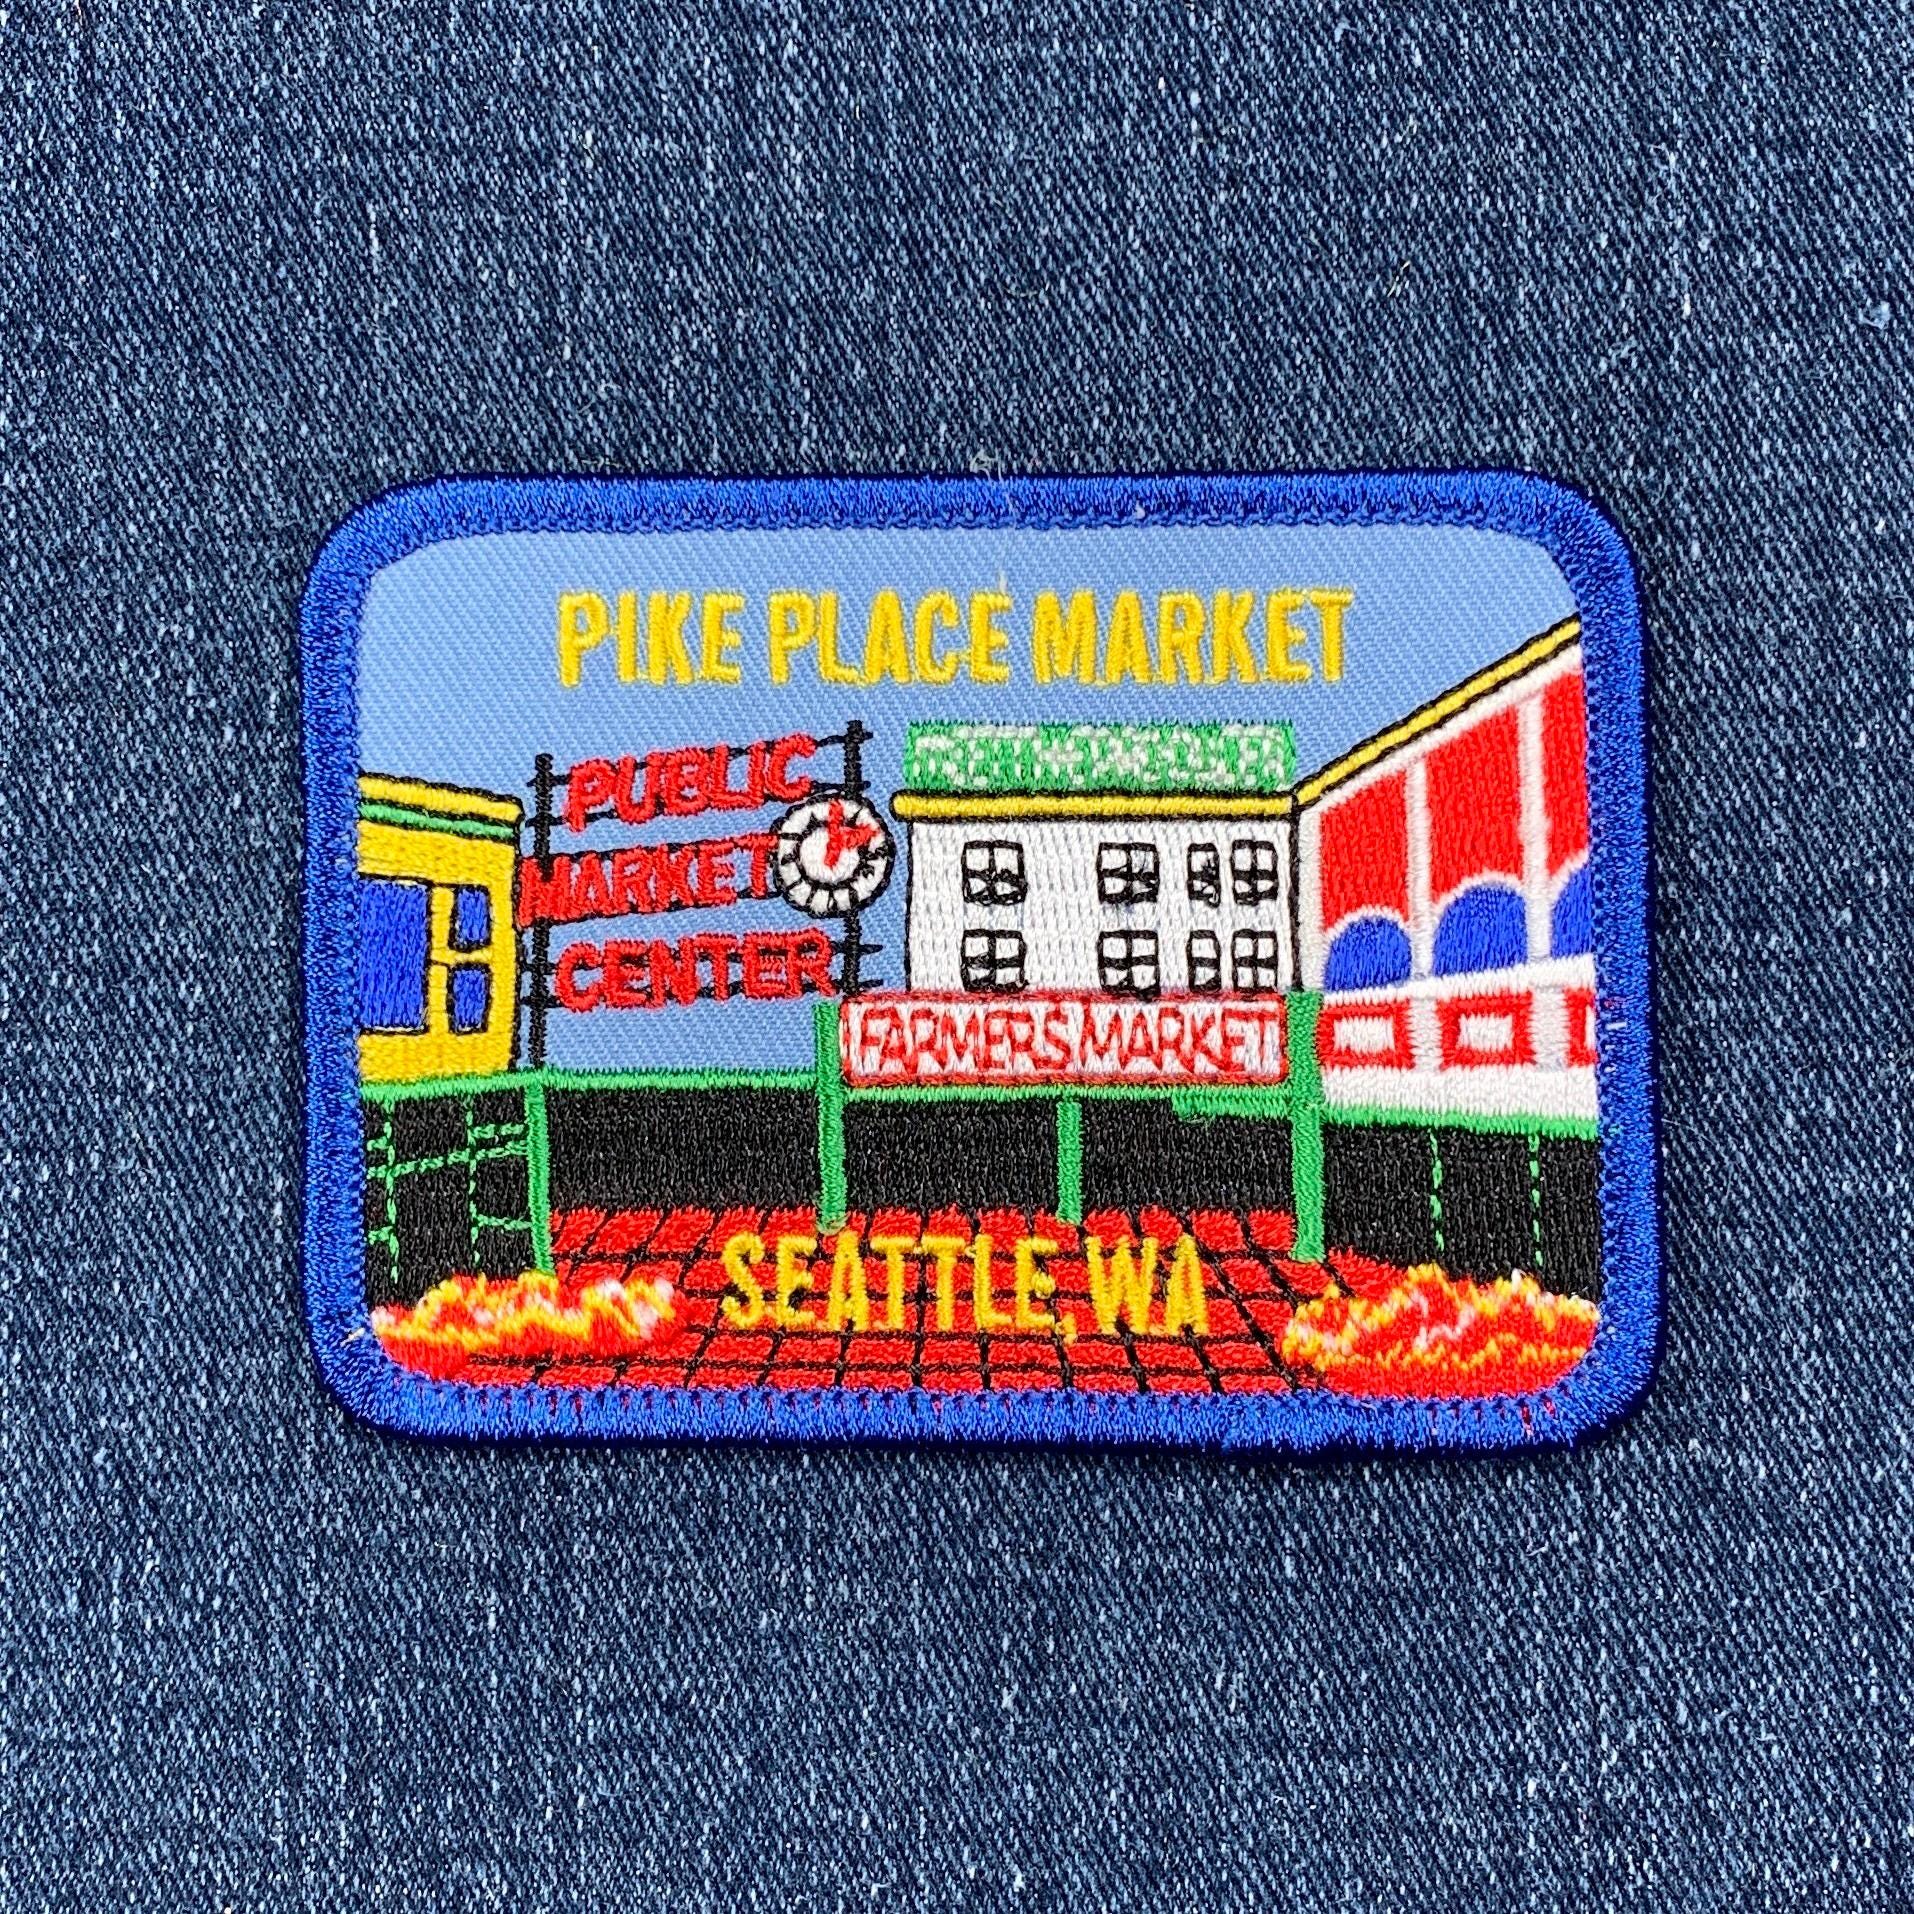 PIKE PLACE MARKET
PUBLIC
MARKET
CENTER
FARMERS MARKET
SEATTLE, WA